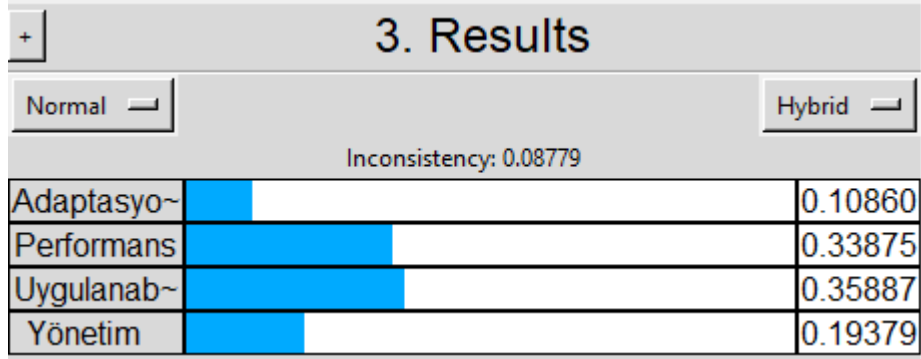 + 3. Results
Normal Hybrid
Inconsistency: 0.08779
Adaptasyo~ 0.10860
Performans 0.33875
Uygulanab~ 0.35887
Yönetim 0.19379